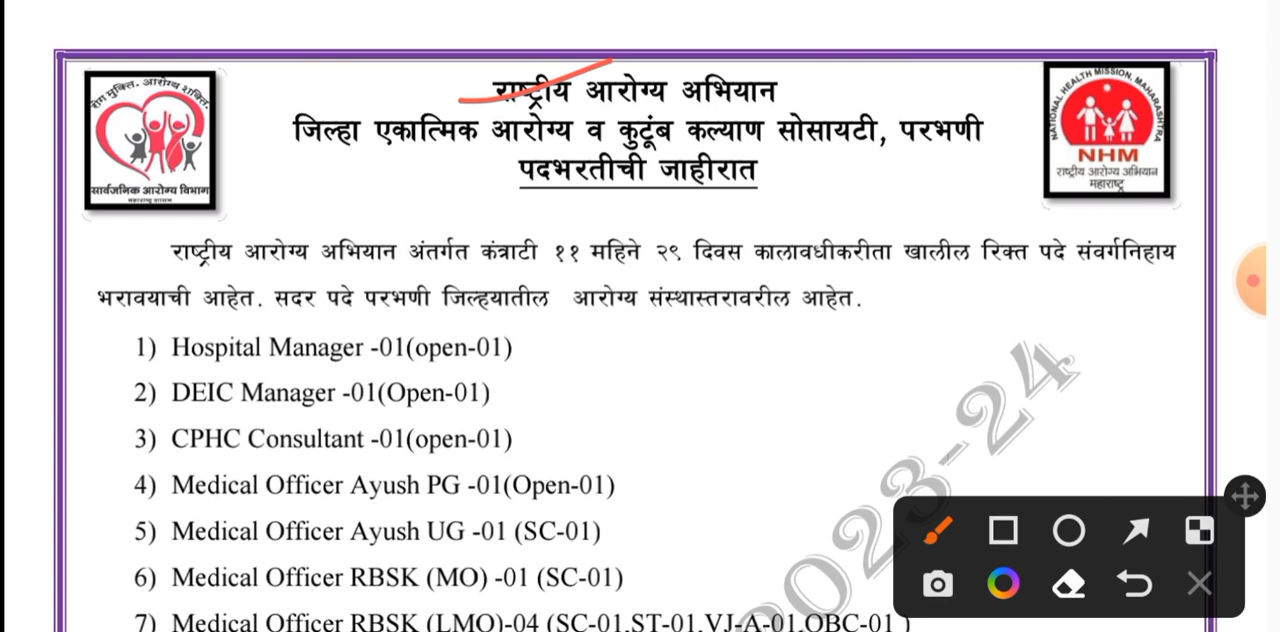 राष्ट्रीय आरोग्य अभियान
जिल्हा एकात्मिक आरोग्य व कुटूंब कल्याण सोसायटी, परभणी
पदभरतीची जाहीरात
रोग मुक्ति. आरोग्य शक्ति.
सार्वजनिक आरोग्य विभाग
महाराष्ट्र शासन
NATIONAL HEALTH MISSION, MAHARASHTRA
NHM
राष्ट्रीय आरोग्य अभियान
महाराष्ट्र
राष्ट्रीय आरोग्य अभियान अंतर्गत कंत्राटी ११ महिने २९ दिवस कालावधीकरीता खालील रिक्त पदे संवर्गनिहाय
भरावयाची आहेत. सदर पदे परभणी जिल्हयातील आरोग्य संस्थास्तरावरील आहेत.
1) Hospital Manager -01(open-01)
2) DEIC Manager -01(Open-01)
3) CPHC Consultant -01(open-01)
4) Medical Officer Ayush PG -01(Open-01)
5) Medical Officer Ayush UG -01 (SC-01)
6) Medical Officer RBSK (MO) -01 (SC-01)
7) Medical Officer RBSK (LMO)-04 (SC-01,ST-01,VJ-A-01,OBC-01 )
2023-24